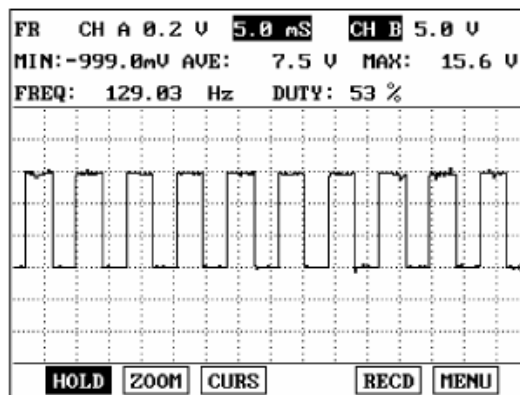 FR CH A 0.2 V 5.0 mS CH B 5.0 V
MIN:-999.0mV AVE: 7.5 V MAX: 15.6 V
FREQ: 129.03 Hz DUTY: 53 %
HOLD ZOOM CURS RECD MENU